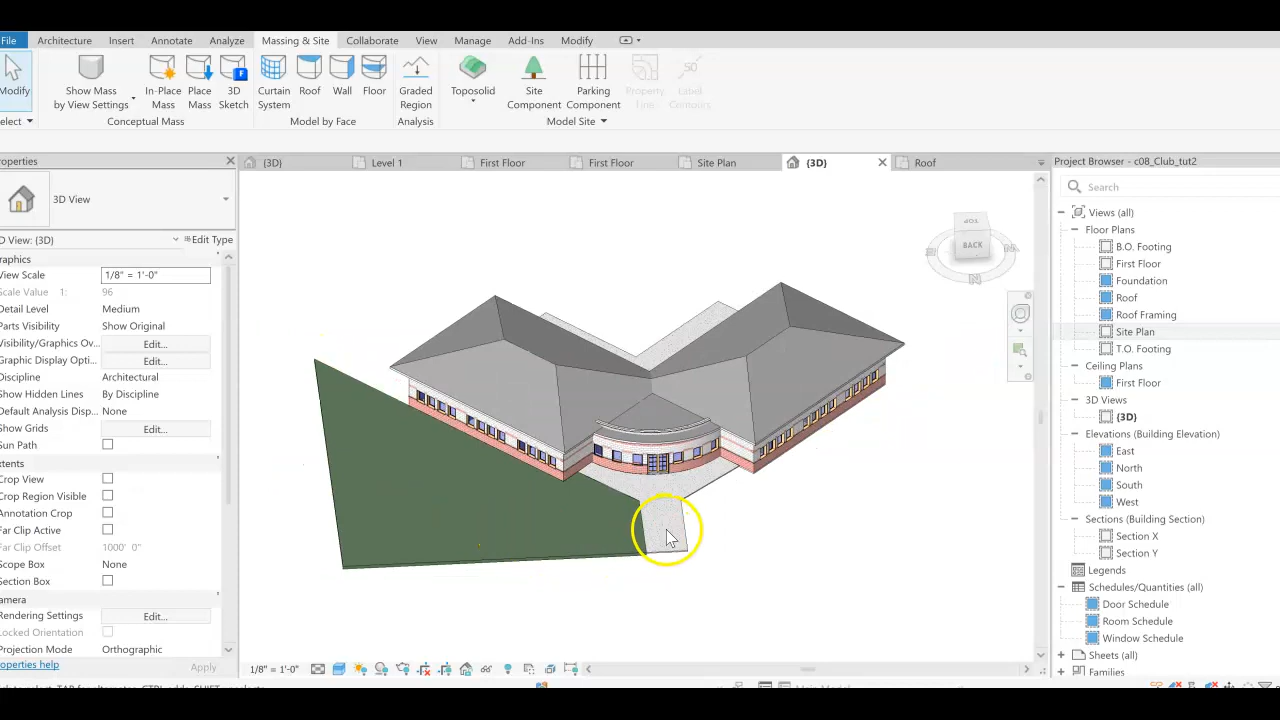 File Architecture Insert Annotate Analyze Massing & Site Collaborate View Manage Add-Ins Modify
Modify
Show Mass
by View Settings
In-Place
Mass
Place
Mass
3D
Sketch
Curtain
System
Roof
Wall
Floor
Graded
Region
Toposolid
Site
Component
Parking
Component
Property
Line
Label
Contours
elect
Conceptual Mass
Model by Face
Analysis
Model Site
roperties
{3D}
Level 1
First Floor
First Floor
Site Plan
{3D}
Roof
Project Browser - c08_Club_tut2
3D View
D View: {3D}
Edit Type
raphics
View Scale 1/8" = 1'-0"
Scale Value 1: 96
Detail Level Medium
Parts Visibility Show Original
Visibility/Graphics Ov... Edit...
Graphic Display Opti... Edit...
Discipline Architectural
Show Hidden Lines By Discipline
Default Analysis Disp... None
Show Grids Edit...
Sun Path
xtents
Crop View
Crop Region Visible
Annotation Crop
Far Clip Active
Far Clip Offset 1000' 0"
Scope Box None
Section Box
amera
Rendering Settings Edit...
Locked Orientation
Projection Mode Orthographic
operties help
Apply
TOP
BACK
N
1/8" = 1'-0"
Search
Views (all)
Floor Plans
B.O. Footing
First Floor
Foundation
Roof
Roof Framing
Site Plan
T.O. Footing
Ceiling Plans
First Floor
3D Views
{3D}
Elevations (Building Elevation)
East
North
South
West
Sections (Building Section)
Section X
Section Y
Legends
Schedules/Quantities (all)
Door Schedule
Room Schedule
Window Schedule
Sheets (all)
Families